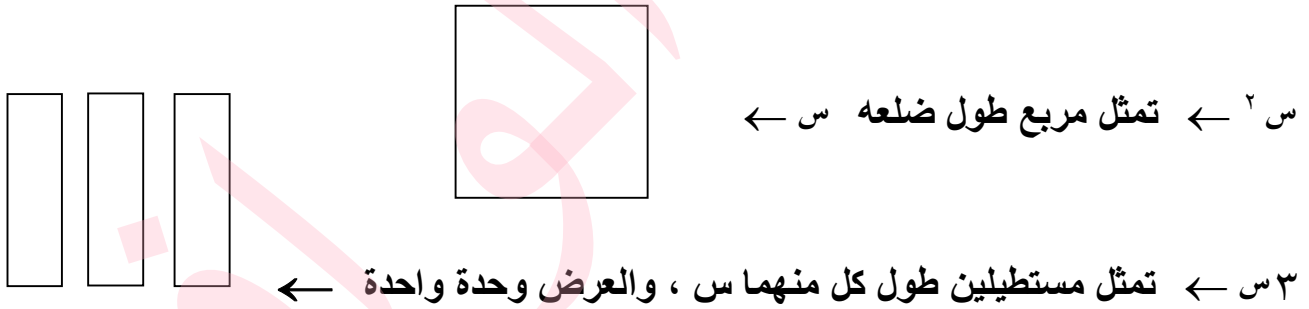 س٢ ← تمثل مربع طول ضلعه س ←
٣س ← تمثل مستطيلين طول كل منهما س ، والعرض وحدة واحدة ←